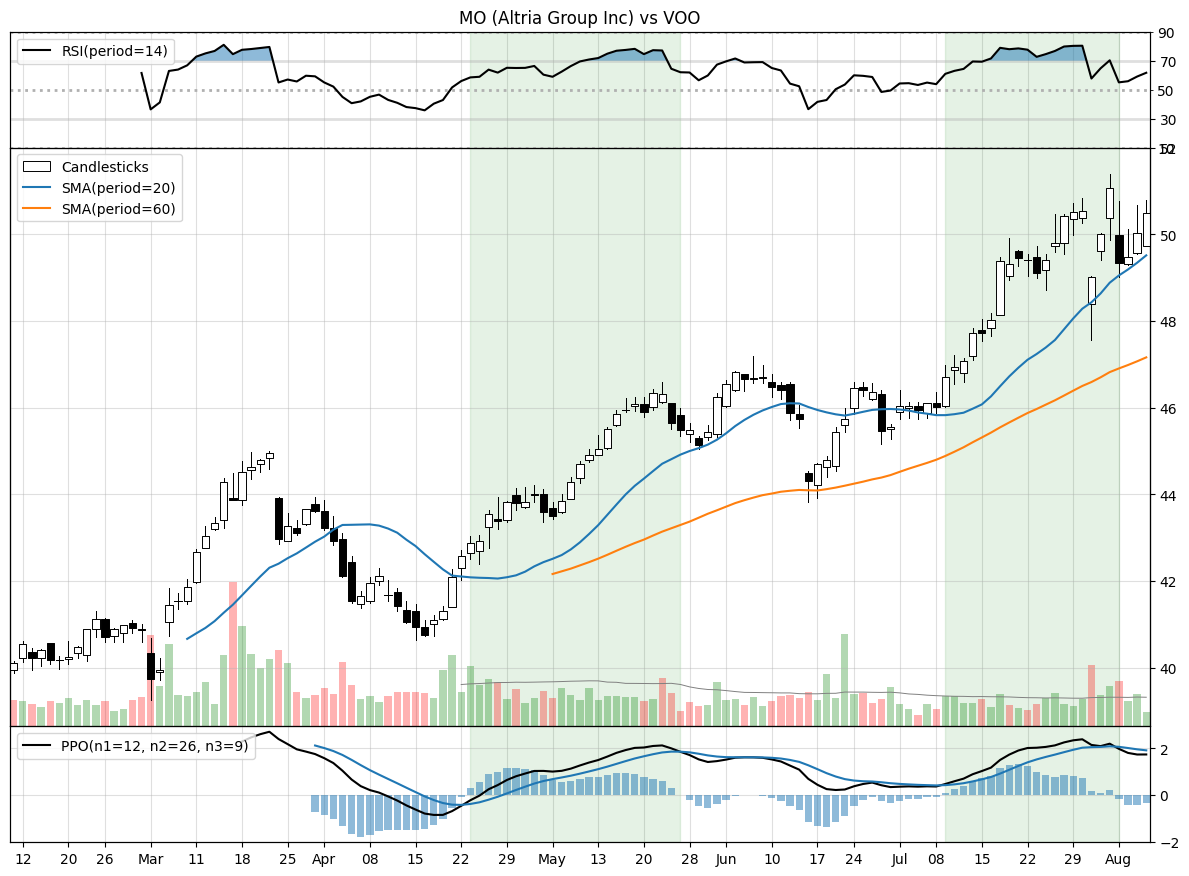 MO (Altria Group Inc) vs VOO
RSI(period=14)
90
70
50
30
10
Candlesticks
SMA(period=20)
SMA(period=60)
52
50
48
46
44
42
40
PPO(n1=12, n2=26, n3=9)
2
0
−2
12 20 26 Mar 11 18 25 Apr 08 15 22 29 May 13 20 28 Jun 10 17 24 Jul 08 15 22 29 Aug